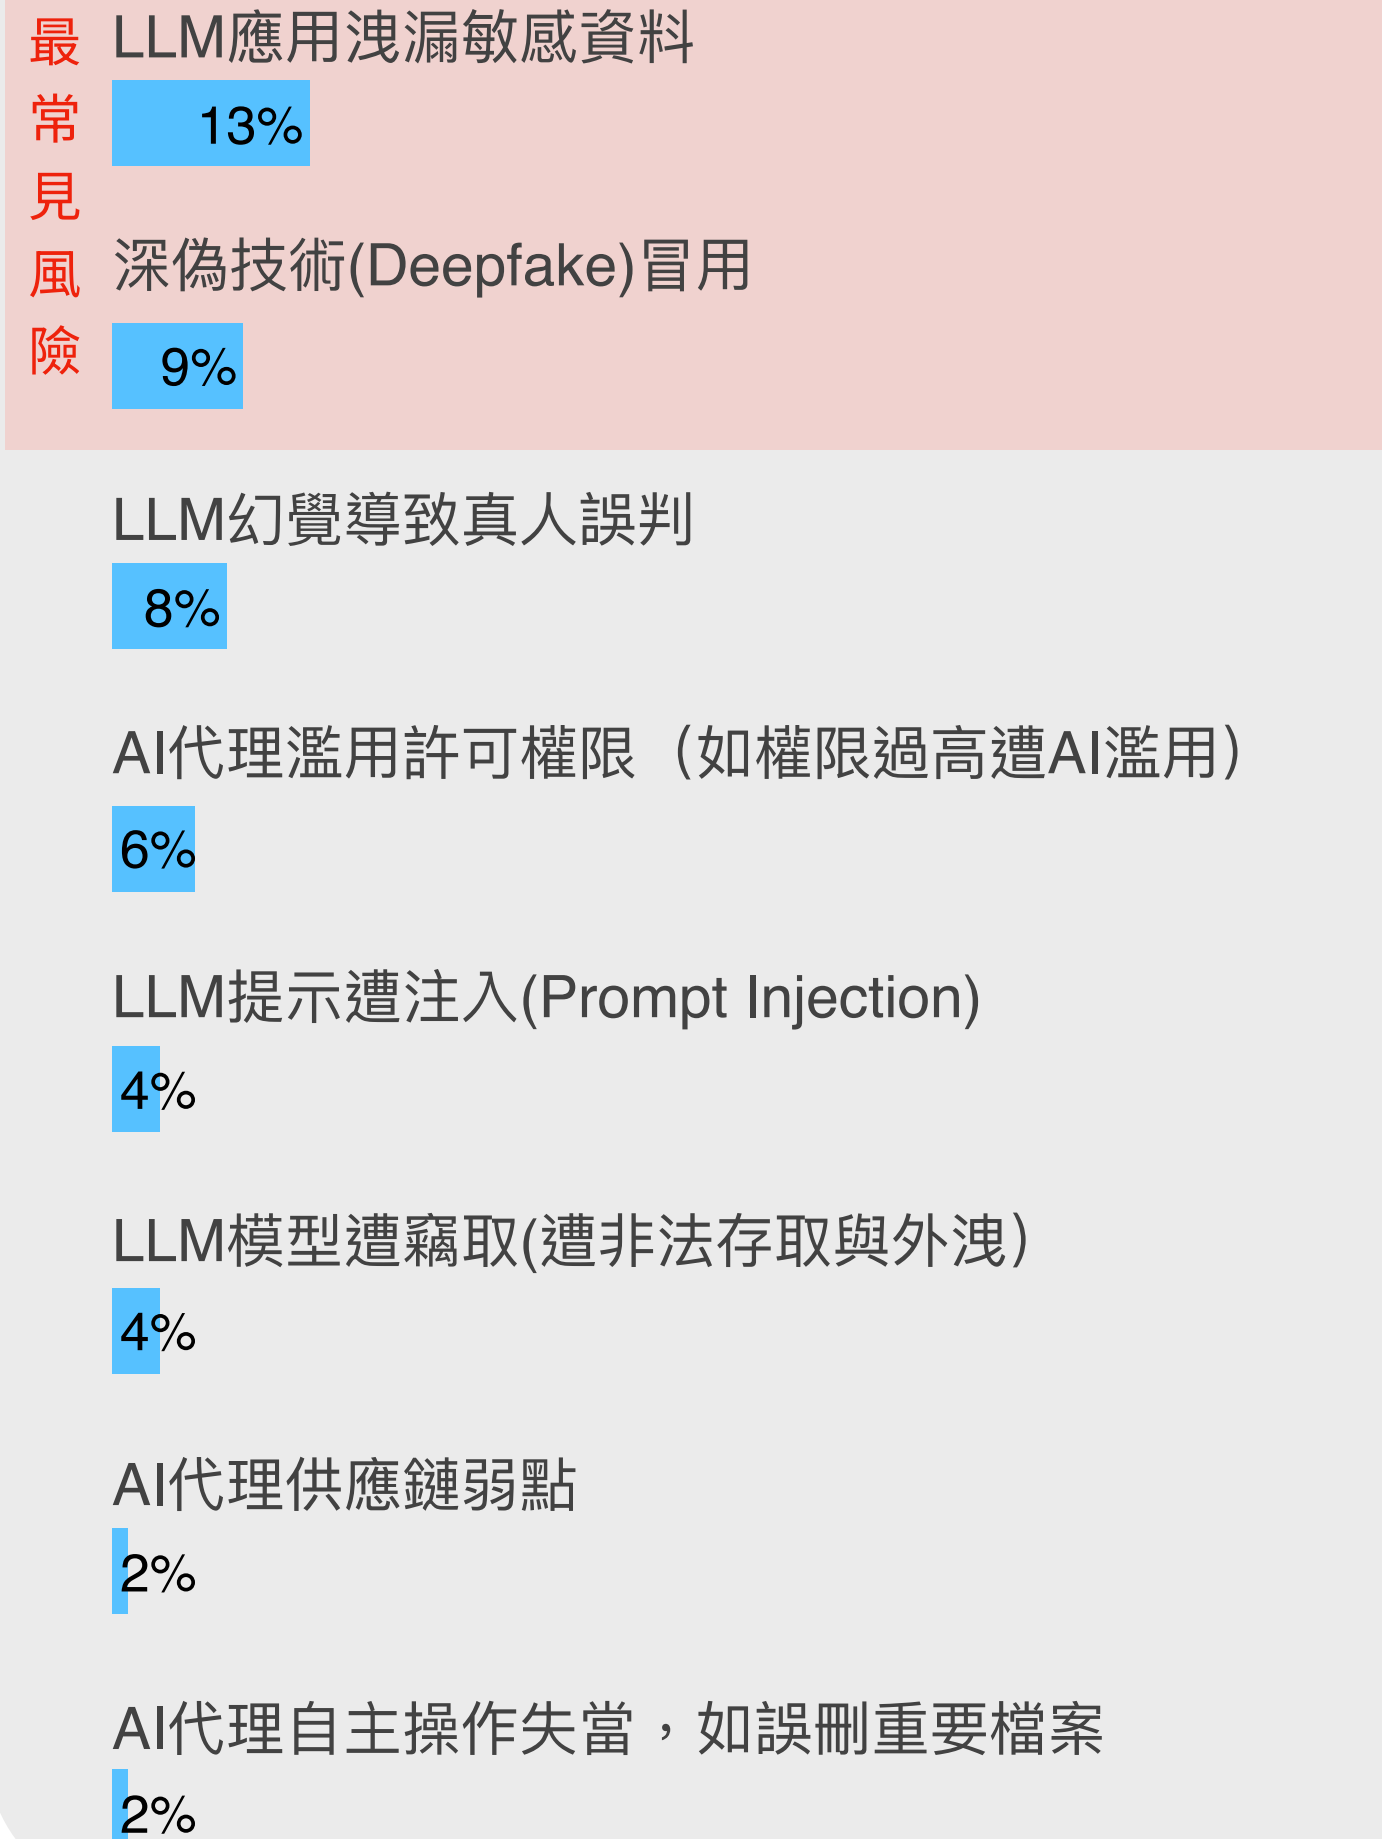 最常見風險
LLM應用洩漏敏感資料
13%
深偽技術(Deepfake)冒用
9%
LLM幻覺導致真人誤判
8%
AI代理濫用許可權限（如權限過高遭AI濫用）
6%
LLM提示遭注入(Prompt Injection)
4%
LLM模型遭竊取(遭非法存取與外洩）
4%
AI代理供應鏈弱點
2%
AI代理自主操作失當，如誤刪重要檔案
2%